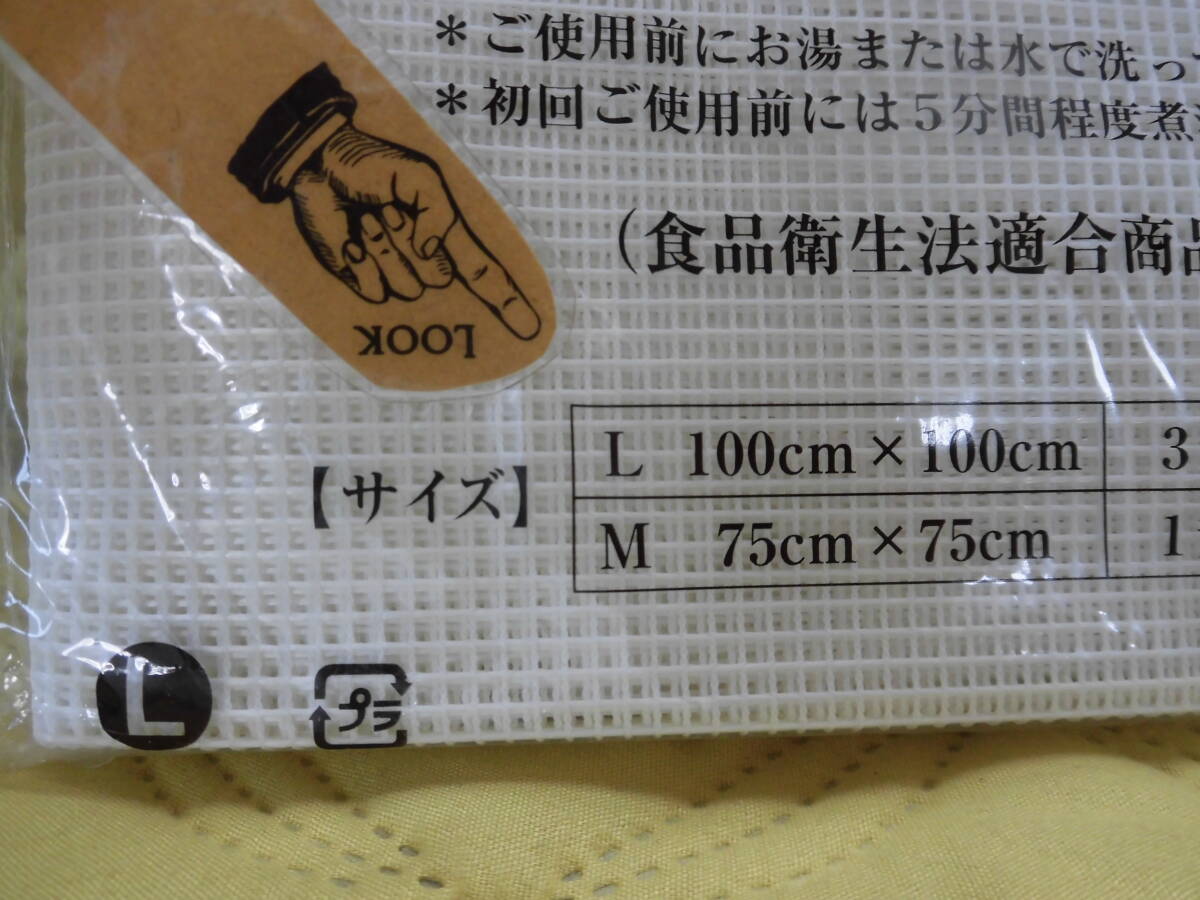 ＊ご使用前にお湯または水で洗っ
＊初回ご使用前には５分間程度煮
（食品衛生法適合商品
LOOK
【サイズ】
L 100cm×100cm 3
M 75cm×75cm 1
L
プラ